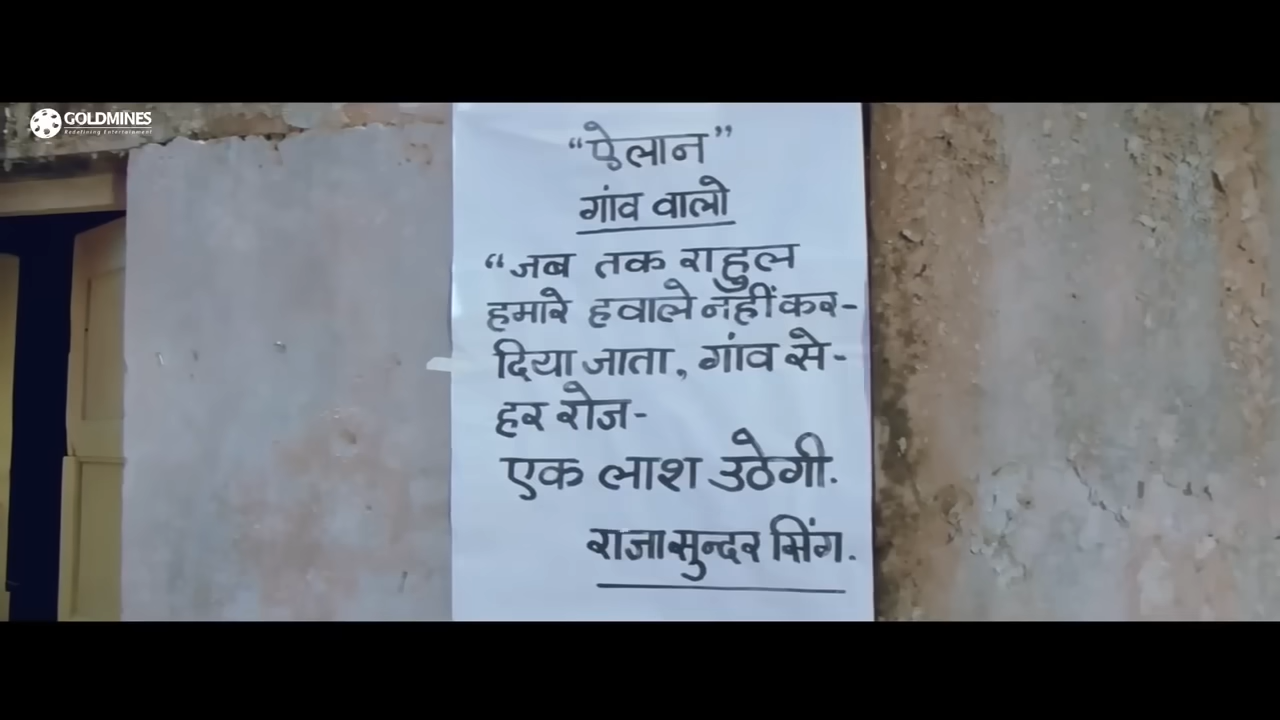 GOLDMINES
Redefining Entertainment
“ऐलान”
गांव वालो
“जब तक राहुल
हमारे हवाले नहीं कर-
दिया जाता, गांव से-
हर रोज-
एक लाश उठेगी.
राजा सुन्दर सिंग.